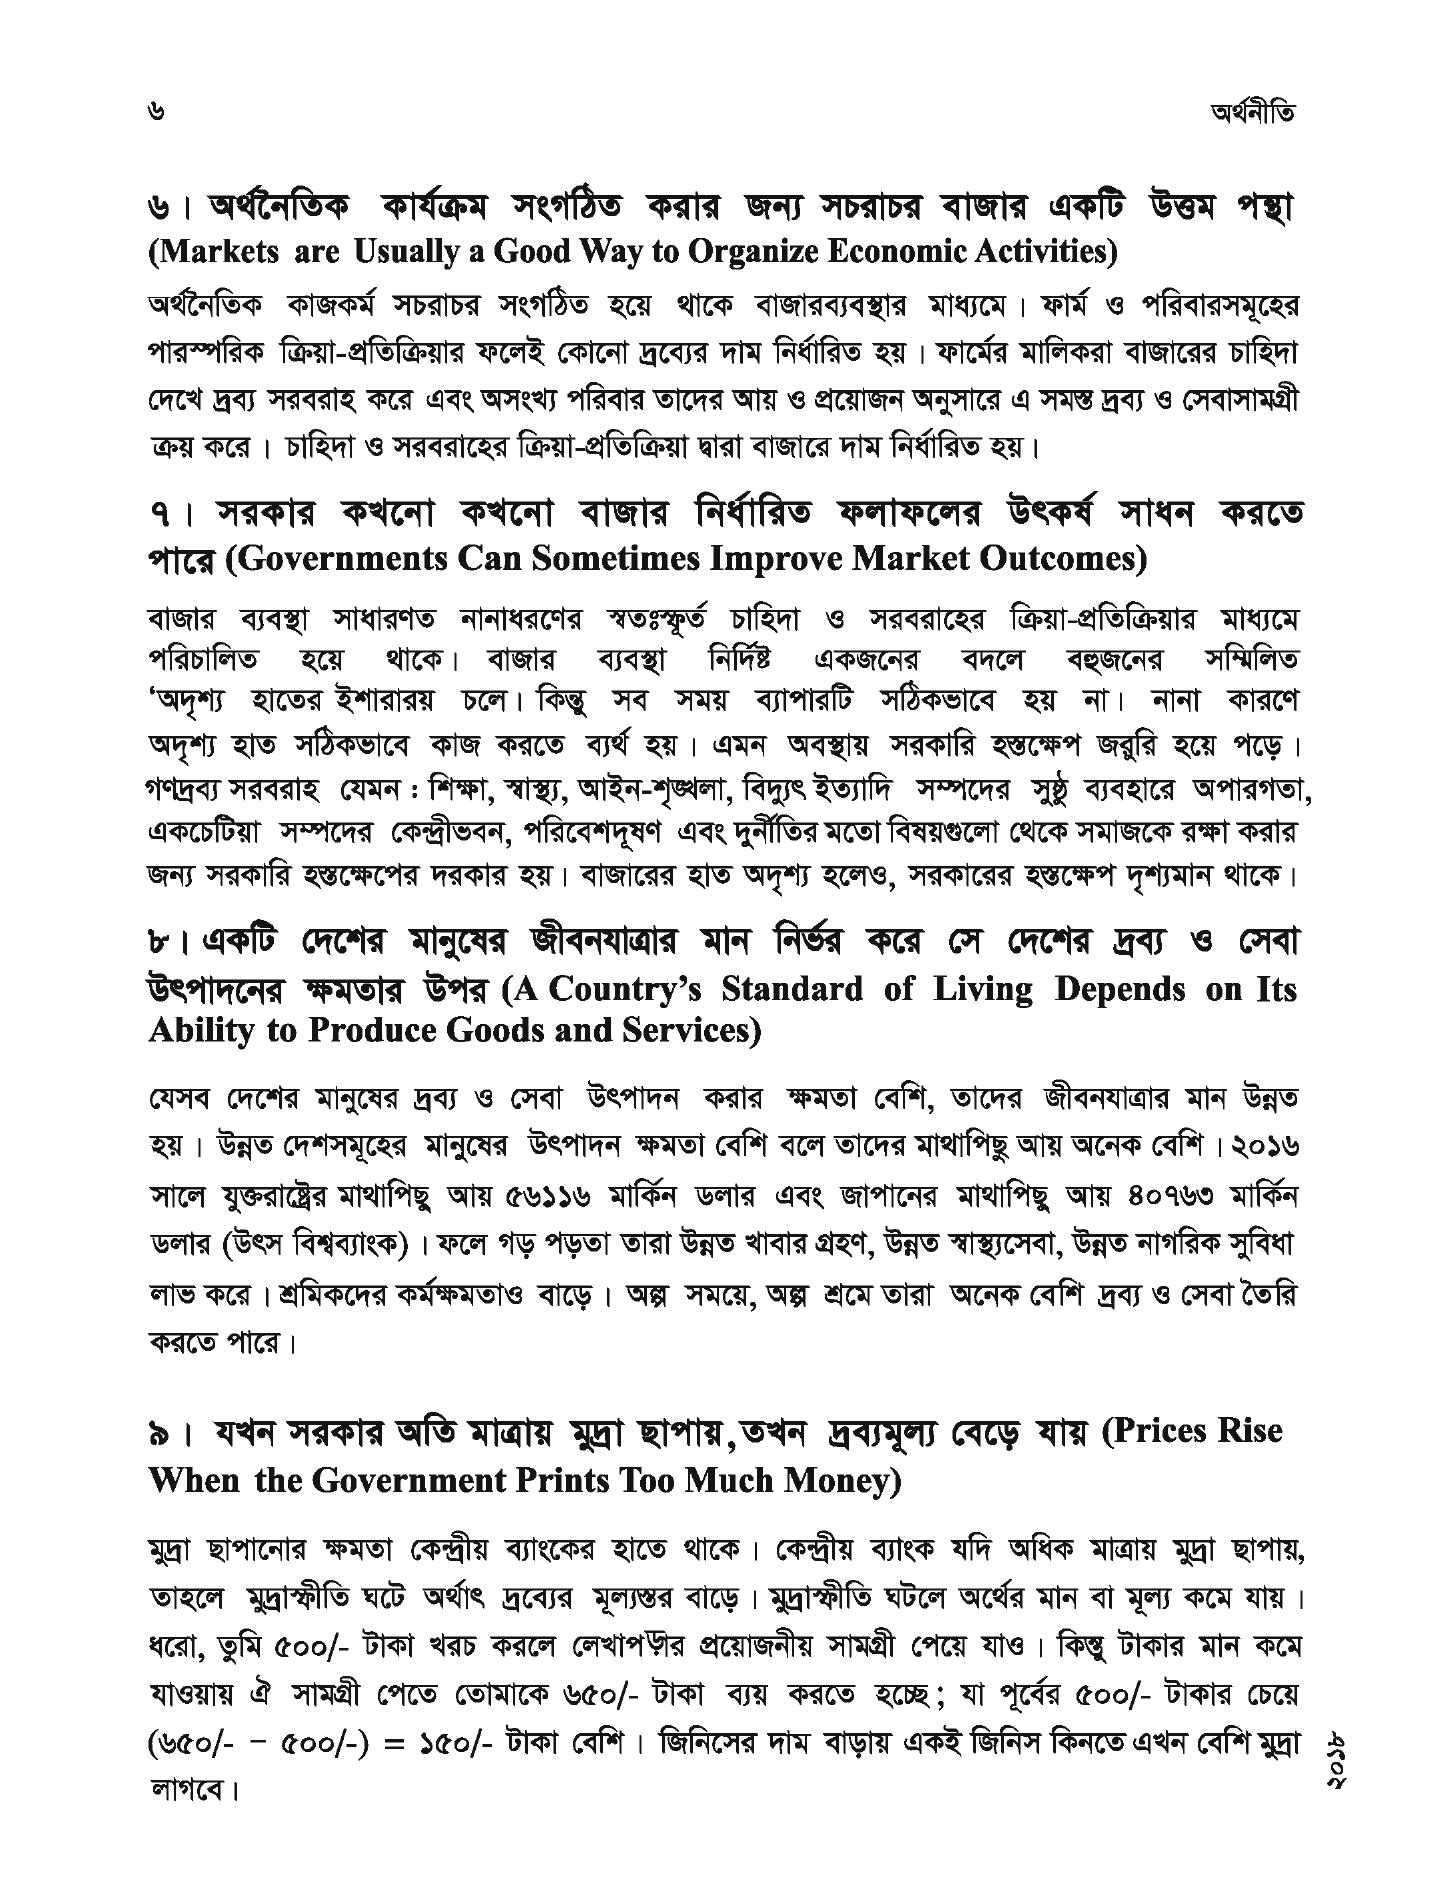 ৬
অর্থনীতি
৬। অর্থনৈতিক কার্যক্রম সংগঠিত করার জন্য সচরাচর বাজার একটি উত্তম পন্থা
(Markets are Usually a Good Way to Organize Economic Activities)
অর্থনৈতিক কাজকর্ম সচরাচর সংগঠিত হয়ে থাকে বাজারব্যবস্থার মাধ্যমে। ফার্ম ও পরিবারসমূহের
পারস্পরিক ক্রিয়া-প্রতিক্রিয়ার ফলেই কোনো দ্রব্যের দাম নির্ধারিত হয়। ফার্মের মালিকরা বাজারের চাহিদা
দেখে দ্রব্য সরবরাহ করে এবং অসংখ্য পরিবার তাদের আয় ও প্রয়োজন অনুসারে এ সমস্ত দ্রব্য ও সেবাসামগ্রী
ক্রয় করে। চাহিদা ও সরবরাহের ক্রিয়া-প্রতিক্রিয়া দ্বারা বাজারে দাম নির্ধারিত হয়।
৭। সরকার কখনো কখনো বাজার নির্ধারিত ফলাফলের উৎকর্ষ সাধন করতে
পারে (Governments Can Sometimes Improve Market Outcomes)
বাজার ব্যবস্থা সাধারণত নানাধরণের স্বতঃস্ফূর্ত চাহিদা ও সরবরাহের ক্রিয়া-প্রতিক্রিয়ার মাধ্যমে
পরিচালিত হয়ে থাকে। বাজার ব্যবস্থা নির্দিষ্ট একজনের বদলে বহুজনের সম্মিলিত
‘অদৃশ্য হাতের ইশারারয় চলে। কিন্তু সব সময় ব্যাপারটি সঠিকভাবে হয় না। নানা কারণে
অদৃশ্য হাত সঠিকভাবে কাজ করতে ব্যর্থ হয়। এমন অবস্থায় সরকারি হস্তক্ষেপ জরুরি হয়ে পড়ে।
গণদ্রব্য সরবরাহ যেমন : শিক্ষা, স্বাস্থ্য, আইন-শৃঙ্খলা, বিদ্যুৎ ইত্যাদি সম্পদের সুষ্ঠু ব্যবহারে অপারগতা,
একচেটিয়া সম্পদের কেন্দ্রীভবন, পরিবেশদূষণ এবং দুর্নীতির মতো বিষয়গুলো থেকে সমাজকে রক্ষা করার
জন্য সরকারি হস্তক্ষেপের দরকার হয়। বাজারের হাত অদৃশ্য হলেও, সরকারের হস্তক্ষেপ দৃশ্যমান থাকে।
৮। একটি দেশের মানুষের জীবনযাত্রার মান নির্ভর করে সে দেশের দ্রব্য ও সেবা
উৎপাদনের ক্ষমতার উপর (A Country’s Standard of Living Depends on Its
Ability to Produce Goods and Services)
যেসব দেশের মানুষের দ্রব্য ও সেবা উৎপাদন করার ক্ষমতা বেশি, তাদের জীবনযাত্রার মান উন্নত
হয়। উন্নত দেশসমূহের মানুষের উৎপাদন ক্ষমতা বেশি বলে তাদের মাথাপিছু আয় অনেক বেশি। ২০১৬
সালে যুক্তরাষ্ট্রের মাথাপিছু আয় ৫৬১১৬ মার্কিন ডলার এবং জাপানের মাথাপিছু আয় ৪০৭৬৩ মার্কিন
ডলার (উৎস বিশ্বব্যাংক)। ফলে গড় পড়তা তারা উন্নত খাবার গ্রহণ, উন্নত স্বাস্থ্যসেবা, উন্নত নাগরিক সুবিধা
লাভ করে। শ্রমিকদের কর্মক্ষমতাও বাড়ে। অল্প সময়ে, অল্প শ্রমে তারা অনেক বেশি দ্রব্য ও সেবা তৈরি
করতে পারে।
৯। যখন সরকার অতি মাত্রায় মুদ্রা ছাপায়,তখন দ্রব্যমূল্য বেড়ে যায় (Prices Rise
When the Government Prints Too Much Money)
মুদ্রা ছাপানোর ক্ষমতা কেন্দ্রীয় ব্যাংকের হাতে থাকে। কেন্দ্রীয় ব্যাংক যদি অধিক মাত্রায় মুদ্রা ছাপায়,
তাহলে মুদ্রাস্ফীতি ঘটে অর্থাৎ দ্রব্যের মূল্যস্তর বাড়ে। মুদ্রাস্ফীতি ঘটলে অর্থের মান বা মূল্য কমে যায়।
ধরো, তুমি ৫০০/- টাকা খরচ করলে লেখাপড়ার প্রয়োজনীয় সামগ্রী পেয়ে যাও। কিন্তু টাকার মান কমে
যাওয়ায় ঐ সামগ্রী পেতে তোমাকে ৬৫০/- টাকা ব্যয় করতে হচ্ছে; যা পূর্বের ৫০০/- টাকার চেয়ে
(৬৫০/- − ৫০০/-) = ১৫০/- টাকা বেশি। জিনিসের দাম বাড়ায় একই জিনিস কিনতে এখন বেশি মুদ্রা
লাগবে।
২০১৮